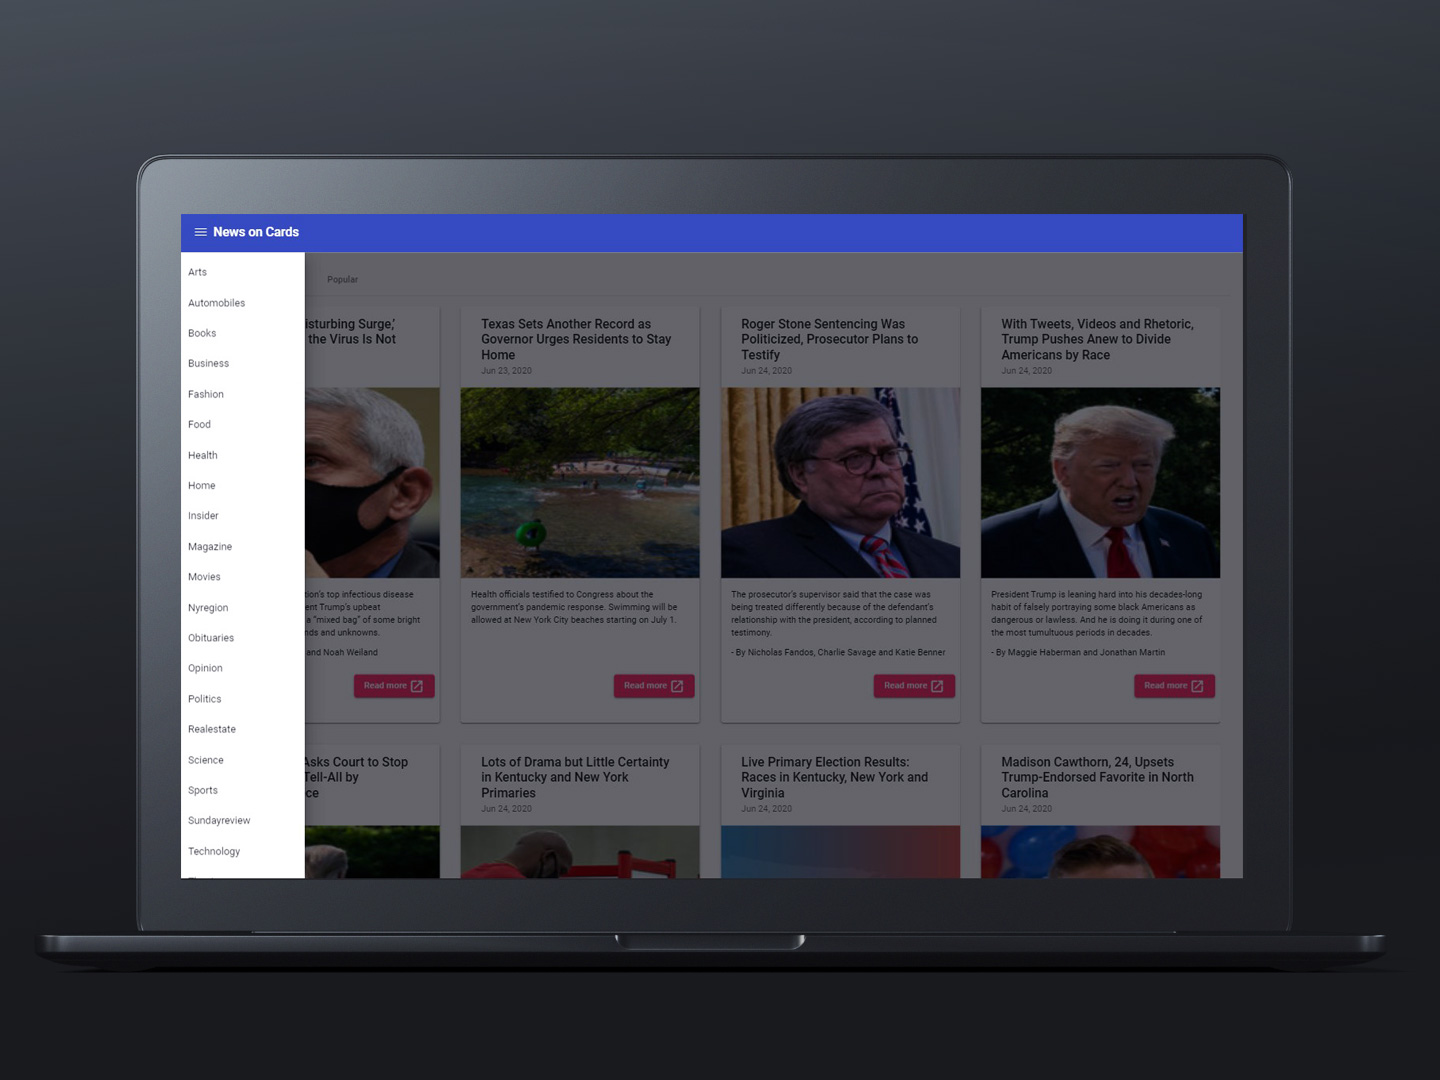 News on Cards
Arts
Automobiles
Books
Business
Fashion
Food
Health
Home
Insider
Magazine
Movies
Nyregion
Obituaries
Opinion
Politics
Realestate
Science
Sports
Sundayreview
Technology
Popular
isturbing Surge,’
the Virus Is Not
tion’s top infectious disease
ent Trump’s upbeat
a “mixed bag” of some bright
nds and unknowns.
and Noah Weiland
Read more
Texas Sets Another Record as
Governor Urges Residents to Stay
Home
Jun 23, 2020
Health officials testified to Congress about the
government’s pandemic response. Swimming will be
allowed at New York City beaches starting on July 1.
Read more
Roger Stone Sentencing Was
Politicized, Prosecutor Plans to
Testify
Jun 24, 2020
The prosecutor’s supervisor said that the case was
being treated differently because of the defendant’s
relationship with the president, according to planned
testimony.
- By Nicholas Fandos, Charlie Savage and Katie Benner
Read more
With Tweets, Videos and Rhetoric,
Trump Pushes Anew to Divide
Americans by Race
Jun 24, 2020
President Trump is leaning hard into his decades-long
habit of falsely portraying some black Americans as
dangerous or lawless. And he is doing it during one of
the most tumultuous periods in decades.
- By Maggie Haberman and Jonathan Martin
Read more
Asks Court to Stop
Tell-All by
ce
Lots of Drama but Little Certainty
in Kentucky and New York
Primaries
Jun 24, 2020
Live Primary Election Results:
Races in Kentucky, New York and
Virginia
Jun 24, 2020
Madison Cawthorn, 24, Upsets
Trump-Endorsed Favorite in North
Carolina
Jun 24, 2020